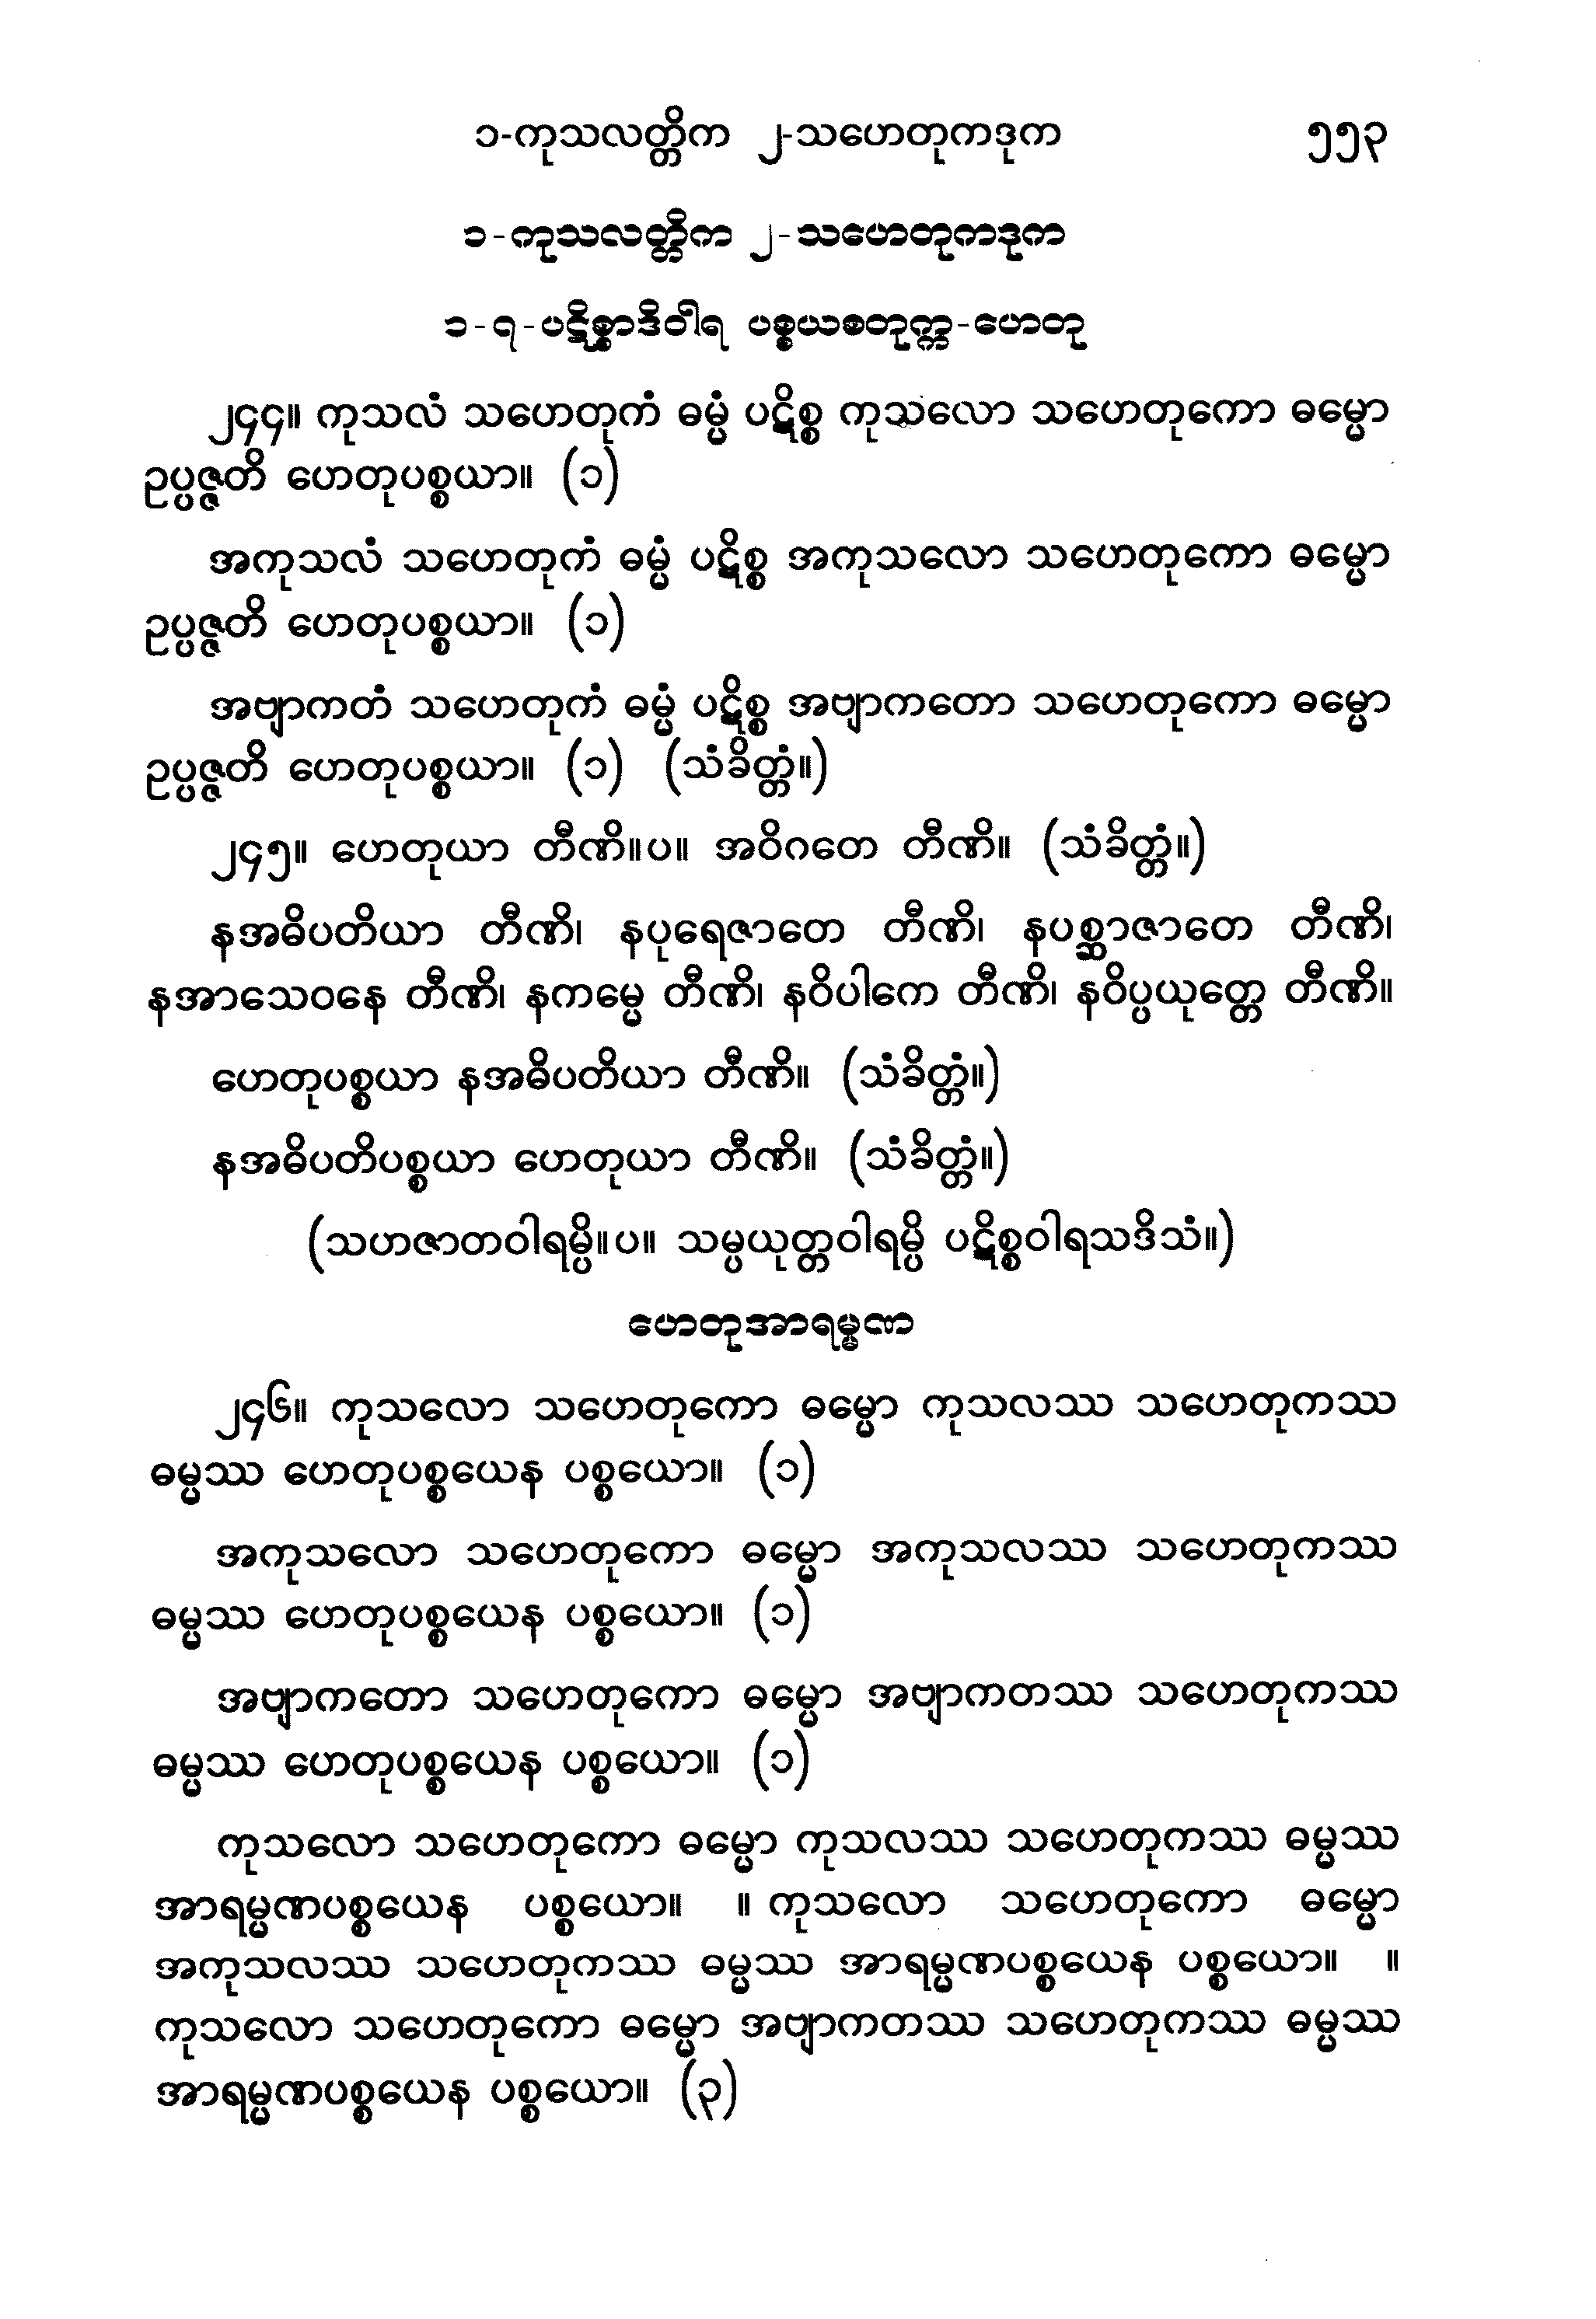 ၁-ကုသလတ္တိက ၂-သဟေတုကဒုက ၅၅၃
၁-ကုသလတ္တိက ၂-သဟေတုကဒုက
၁-၇-ပဋိစ္စာဒိဝါရ ပစ္စယစတုက္က-ဟေတု
၂၄၄။ ကုသလံ သဟေတုကံ ဓမ္မံ ပဋိစ္စ ကုသလော သဟေတုကော ဓမ္မော
ဥပ္ပဇ္ဇတိ ဟေတုပစ္စယာ။ (၁)
အကုသလံ သဟေတုကံ ဓမ္မံ ပဋိစ္စ အကုသလော သဟေတုကော ဓမ္မော
ဥပ္ပဇ္ဇတိ ဟေတုပစ္စယာ။ (၁)
အဗျာကတံ သဟေတုကံ ဓမ္မံ ပဋိစ္စ အဗျာကတော သဟေတုကော ဓမ္မော
ဥပ္ပဇ္ဇတိ ဟေတုပစ္စယာ။ (၁) (သံခိတ္တံ။)
၂၄၅။ ဟေတုယာ တီဏိ။ပ။ အဝိဂတေ တီဏိ။ (သံခိတ္တံ။)
နအဓိပတိယာ တီဏိ၊ နပုရေဇာတေ တီဏိ၊ နပစ္ဆာဇာတေ တီဏိ၊
နအာသေဝနေ တီဏိ၊ နကမ္မေ တီဏိ၊ နဝိပါကေ တီဏိ၊ နဝိပ္ပယုတ္တေ တီဏိ။
ဟေတုပစ္စယာ နအဓိပတိယာ တီဏိ။ (သံခိတ္တံ။)
နအဓိပတိပစ္စယာ ဟေတုယာ တီဏိ။ (သံခိတ္တံ။)
(သဟဇာတဝါရမ္ပိ။ပ။ သမ္ပယုတ္တဝါရမ္ပိ ပဋိစ္စဝါရသဒိသံ။)
ဟေတုအာရမ္မဏ
၂၄၆။ ကုသလော သဟေတုကော ဓမ္မော ကုသလဿ သဟေတုကဿ
ဓမ္မဿ ဟေတုပစ္စယေန ပစ္စယော။ (၁)
အကုသလော သဟေတုကော ဓမ္မော အကုသလဿ သဟေတုကဿ
ဓမ္မဿ ဟေတုပစ္စယေန ပစ္စယော။ (၁)
အဗျာကတော သဟေတုကော ဓမ္မော အဗျာကတဿ သဟေတုကဿ
ဓမ္မဿ ဟေတုပစ္စယေန ပစ္စယော။ (၁)
ကုသလော သဟေတုကော ဓမ္မော ကုသလဿ သဟေတုကဿ ဓမ္မဿ
အာရမ္မဏပစ္စယေန ပစ္စယော။ ။ ကုသလော သဟေတုကော ဓမ္မော
အကုသလဿ သဟေတုကဿ ဓမ္မဿ အာရမ္မဏပစ္စယေန ပစ္စယော။ ။
ကုသလော သဟေတုကော ဓမ္မော အဗျာကတဿ သဟေတုကဿ ဓမ္မဿ
အာရမ္မဏပစ္စယေန ပစ္စယော။ (၃)